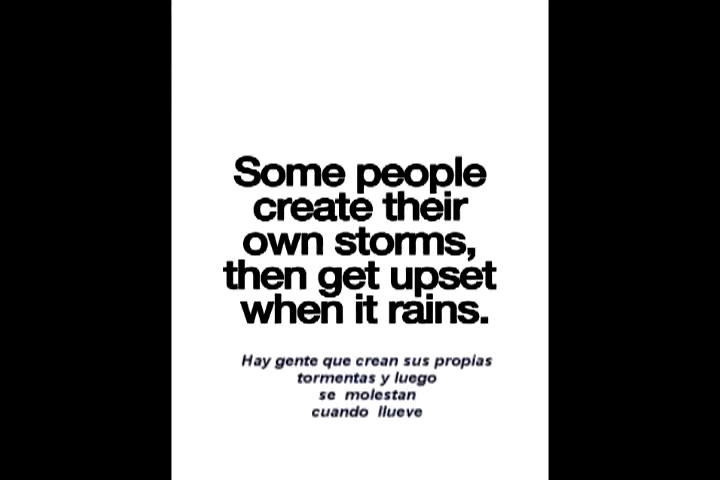 Some people
create their
own storms,
then get upset
when it rains.
Hay gente que crean sus propias
tormentas y luego
se molestan
cuando llueve